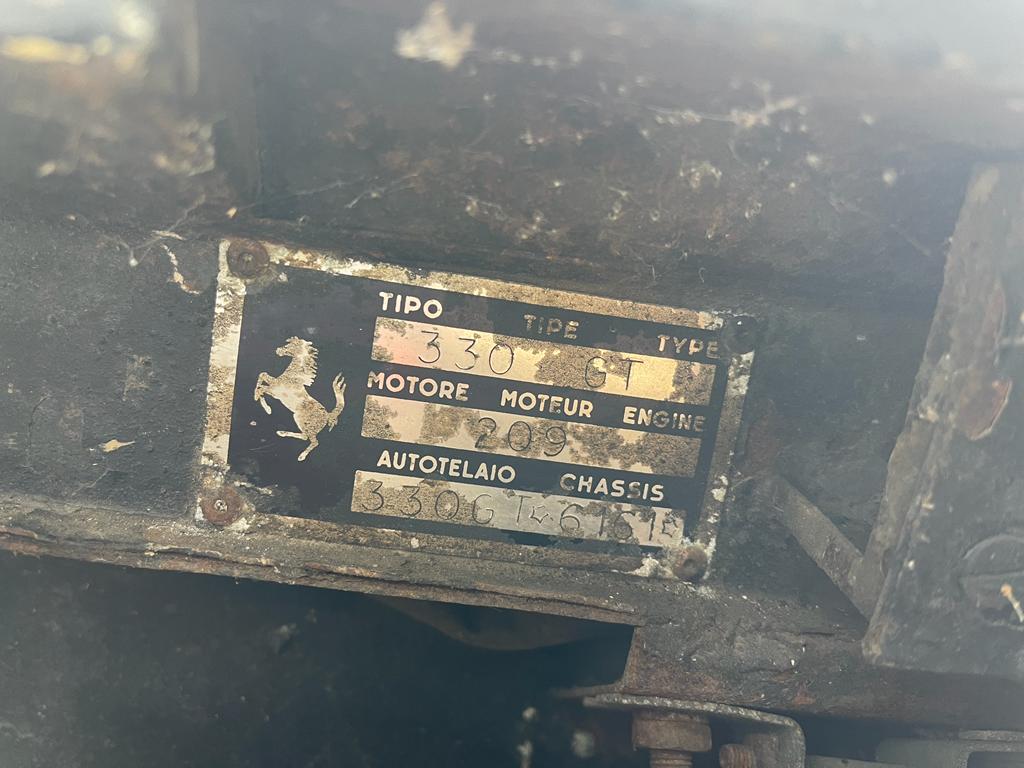 TIPO TIPE TYPE
330 GT
MOTORE MOTEUR ENGINE
209
AUTOTELAIO CHASSIS
330GT 6161